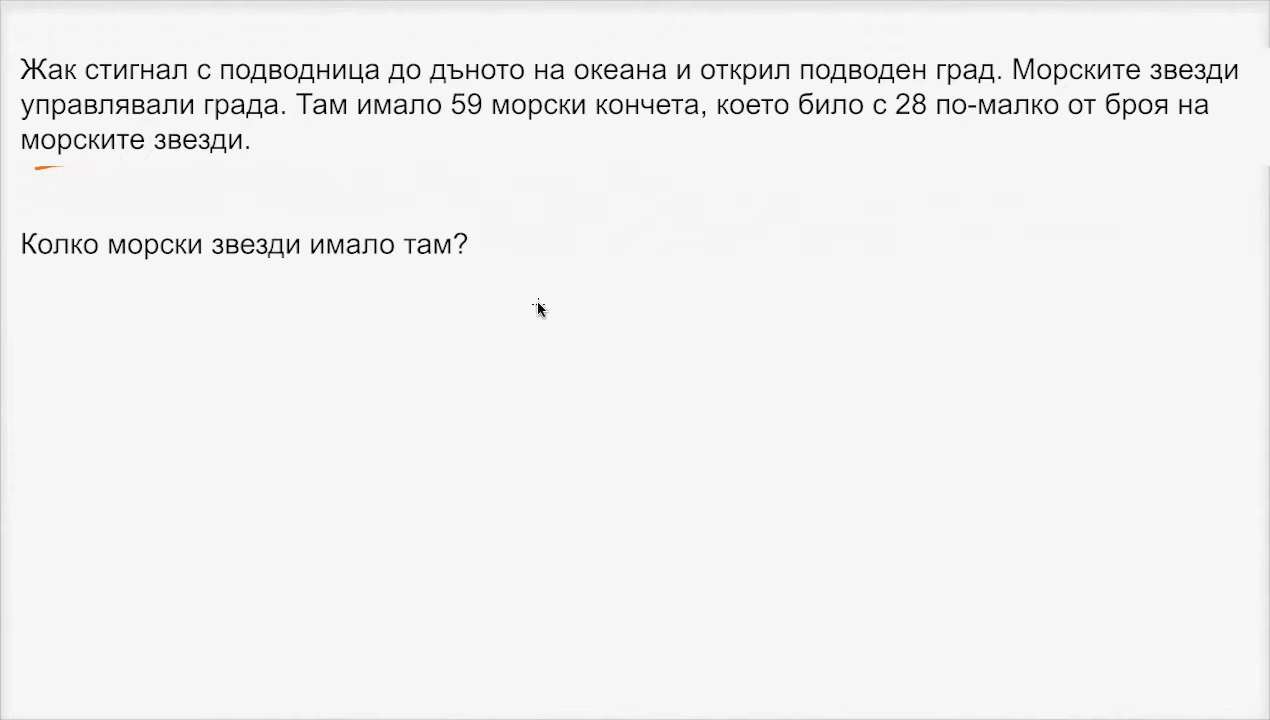 Жак стигнал с подводница до дъното на океана и открил подводен град. Морските звезди
управлявали града. Там имало 59 морски кончета, което било с 28 по-малко от броя на
морските звезди.
Колко морски звезди имало там?